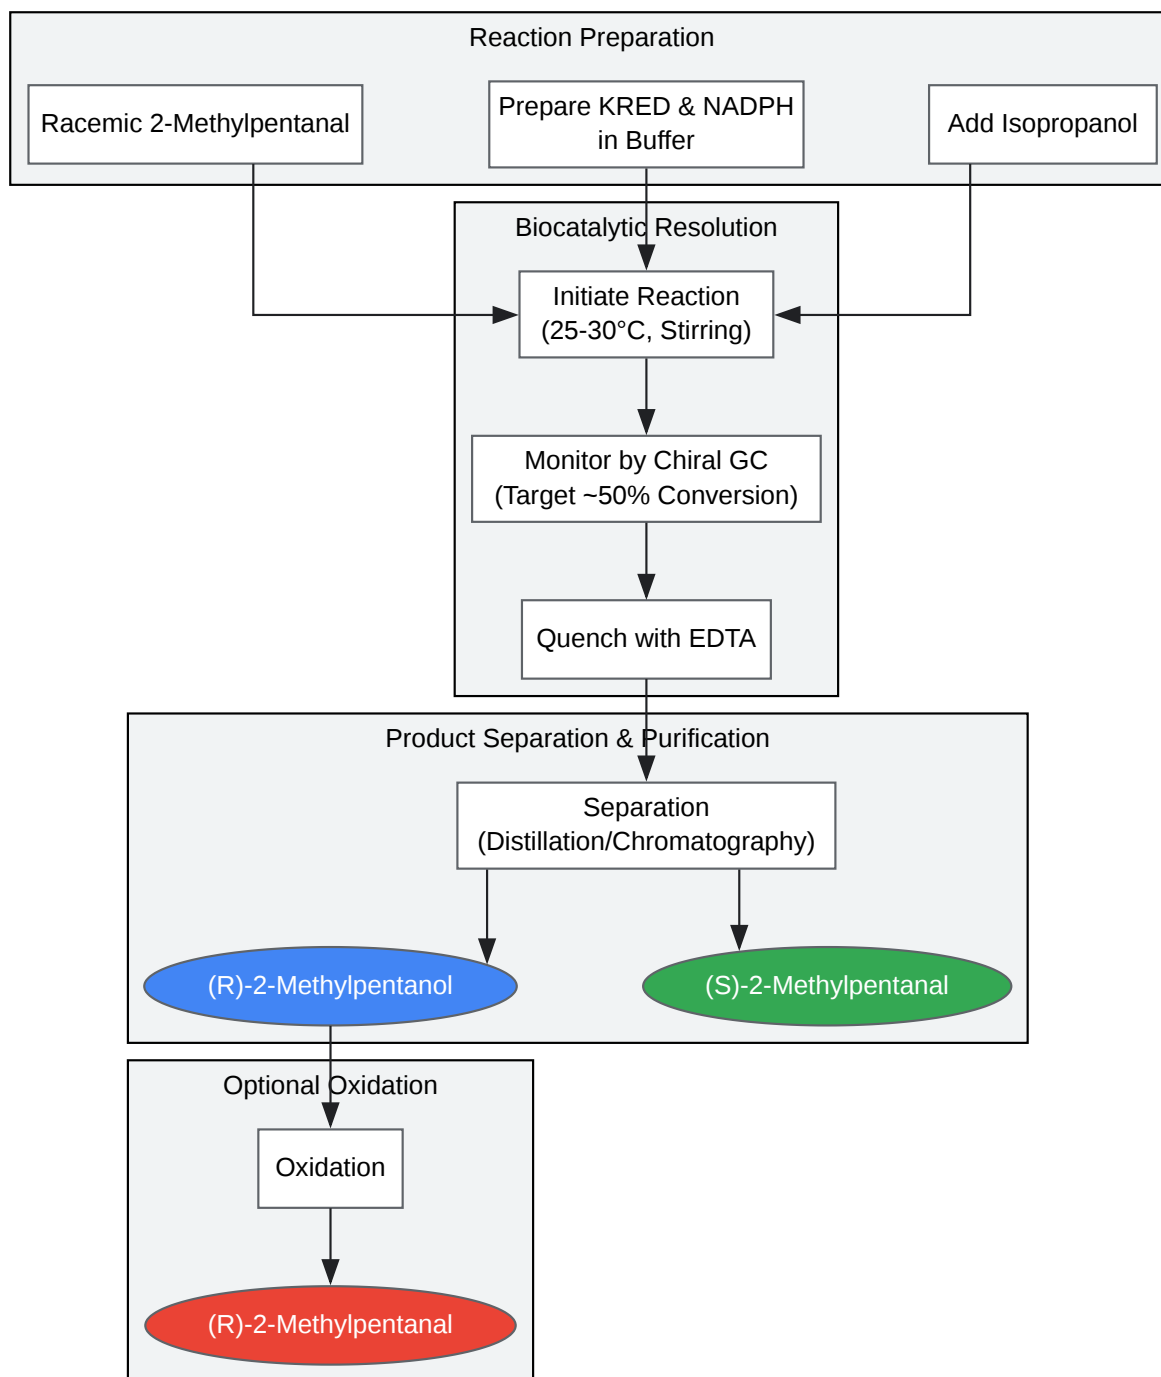 Reaction Preparation
Racemic 2-Methylpentanal
Prepare KRED & NADPH
in Buffer
Add Isopropanol
Biocatalytic Resolution
Initiate Reaction
(25-30°C, Stirring)
Monitor by Chiral GC
(Target ~50% Conversion)
Quench with EDTA
Product Separation & Purification
Separation
(Distillation/Chromatography)
(R)-2-Methylpentanol
(S)-2-Methylpentanal
Optional Oxidation
Oxidation
(R)-2-Methylpentanal